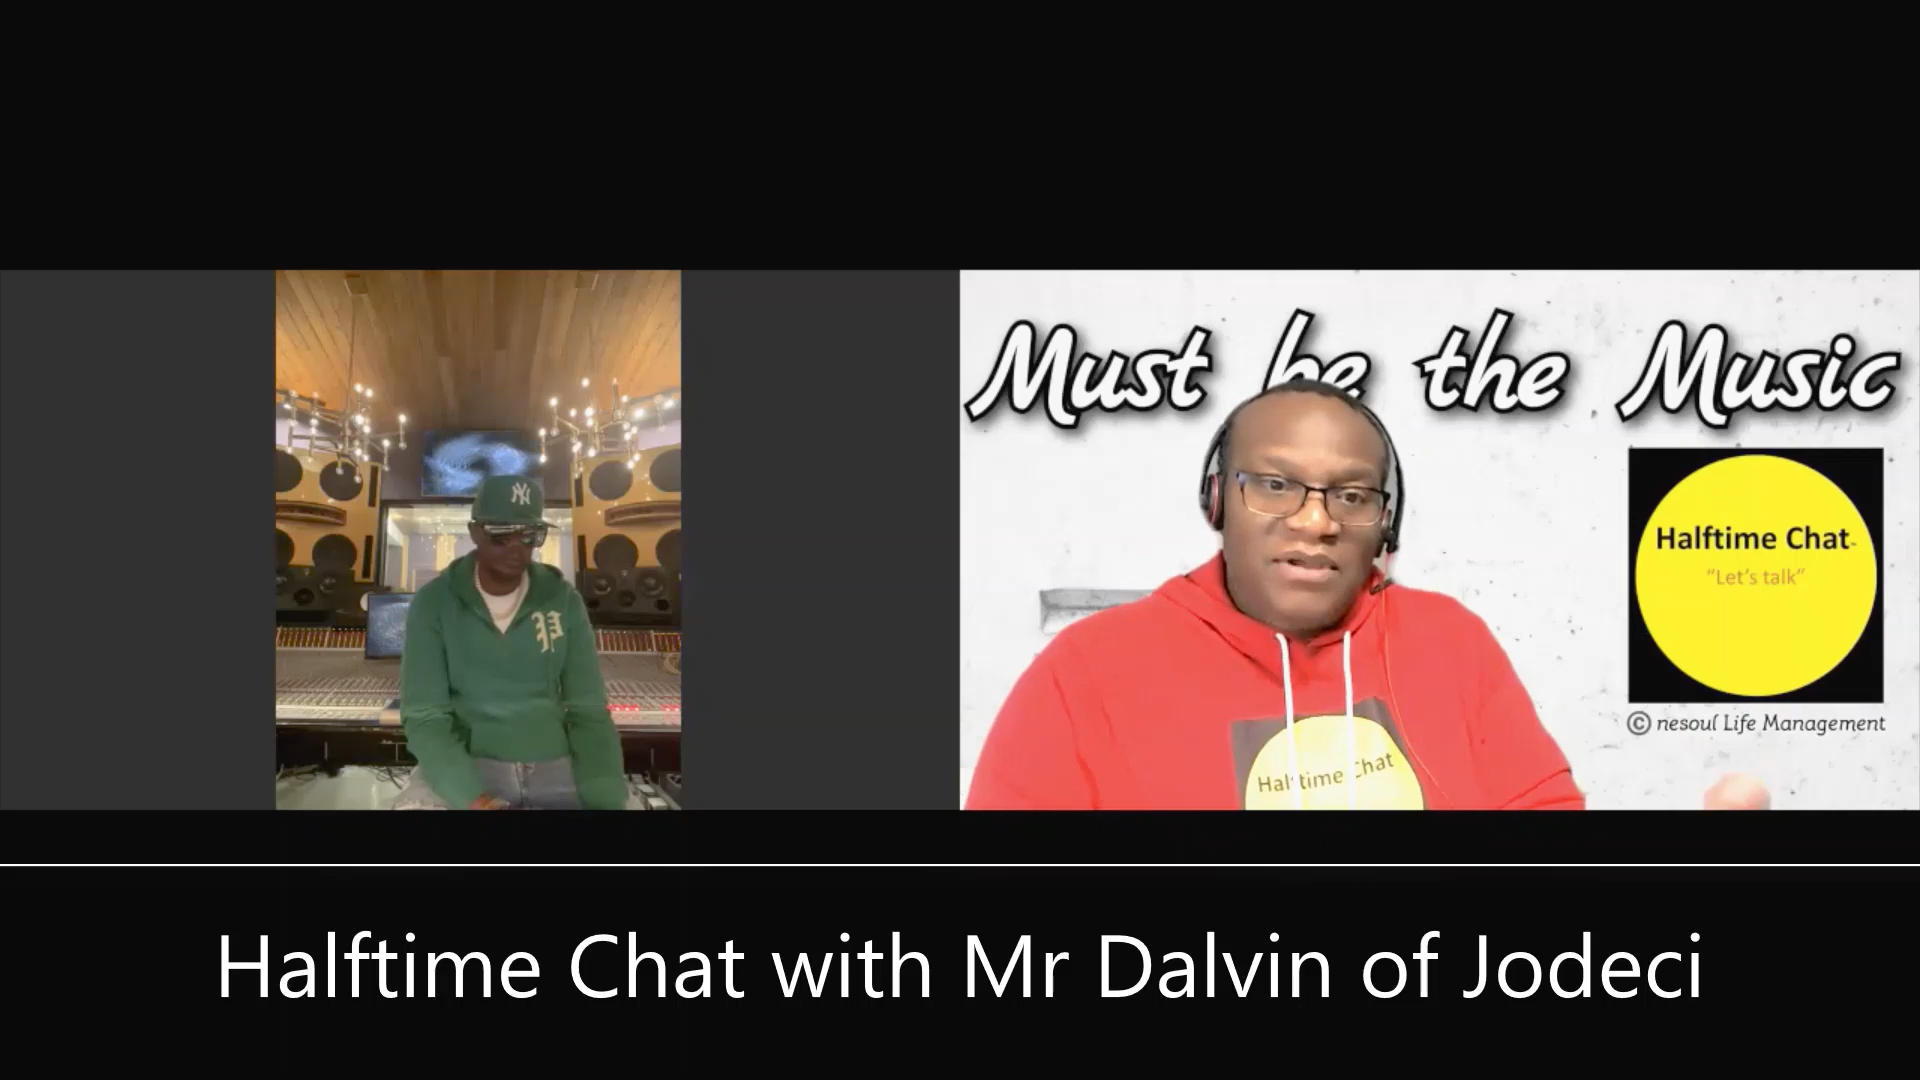 Must be the Music
NY
P
Halftime Chat
"Let's talk"
© nesoul Life Management
Halftime Chat
Halftime Chat with Mr Dalvin of Jodeci